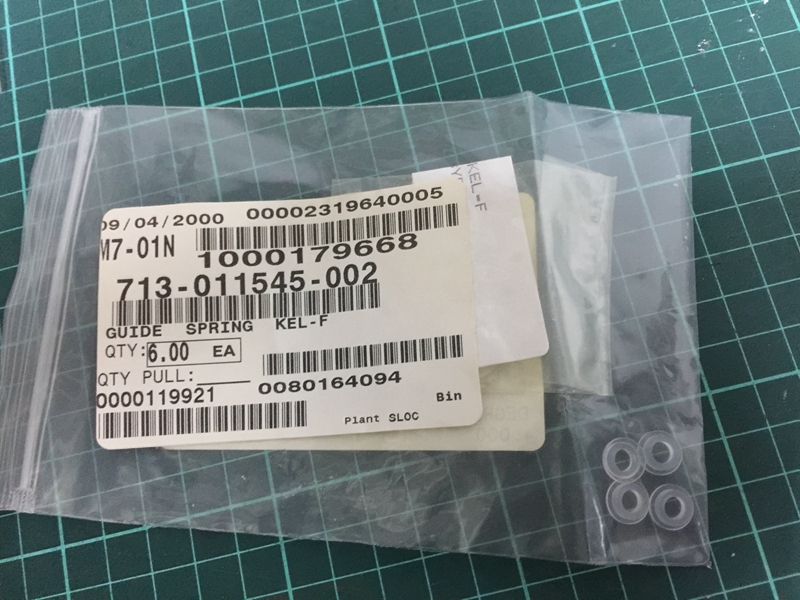 09/04/2000 00002319640005
M7-01N
1000179668
713-011545-002
GUIDE SPRING KEL-F
QTY: 6.00 EA
QTY PULL:
0000119921 0080164094
Bin
Plant SLOC
KEL-F